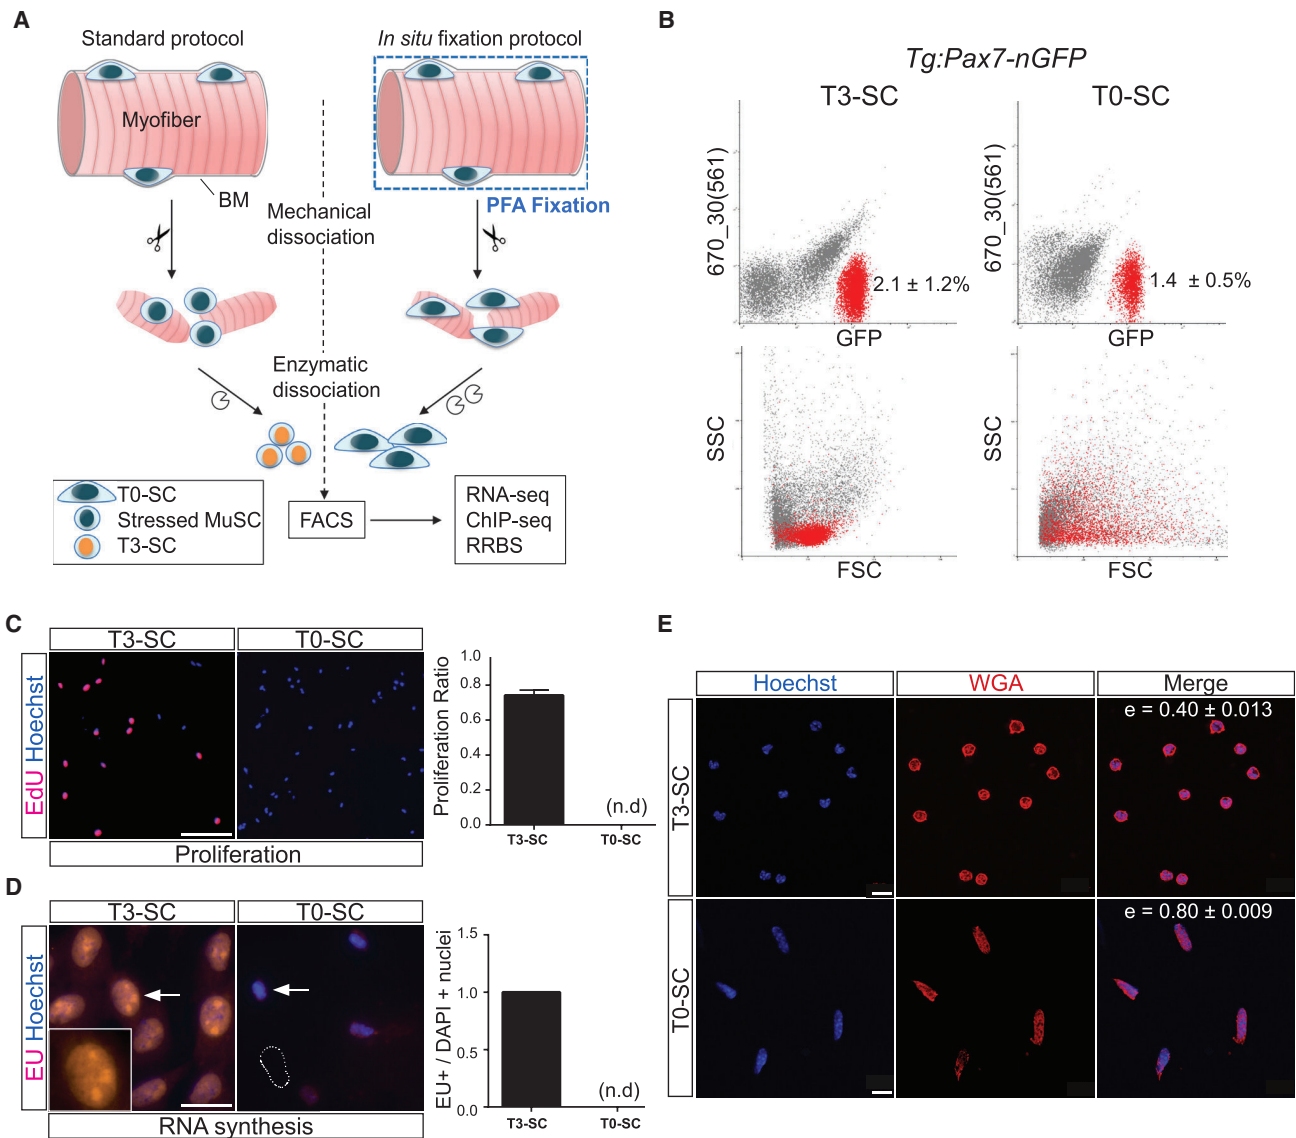 A
Standard protocol
In situ fixation protocol
Myofiber
BM
PFA Fixation
Mechanical
dissociation
Enzymatic
dissociation
T0-SC
Stressed MuSC
T3-SC
FACS
RNA-seq
ChIP-seq
RRBS
B
Tg:Pax7-nGFP
T3-SC
T0-SC
670_30(561)
2.1 ± 1.2%
GFP
670_30(561)
1.4 ± 0.5%
GFP
SSC
FSC
SSC
FSC
C
T3-SC
T0-SC
EdU Hoechst
Proliferation
Proliferation Ratio
1.0
0.8
0.6
0.4
0.2
0.0
(n.d)
T3-SC
T0-SC
D
T3-SC
T0-SC
EU Hoechst
RNA synthesis
EU+ / DAPI + nuclei
1.5
1.0
0.5
0.0
(n.d)
T3-SC
T0-SC
E
Hoechst
WGA
Merge
T3-SC
e = 0.40 ± 0.013
T0-SC
e = 0.80 ± 0.009